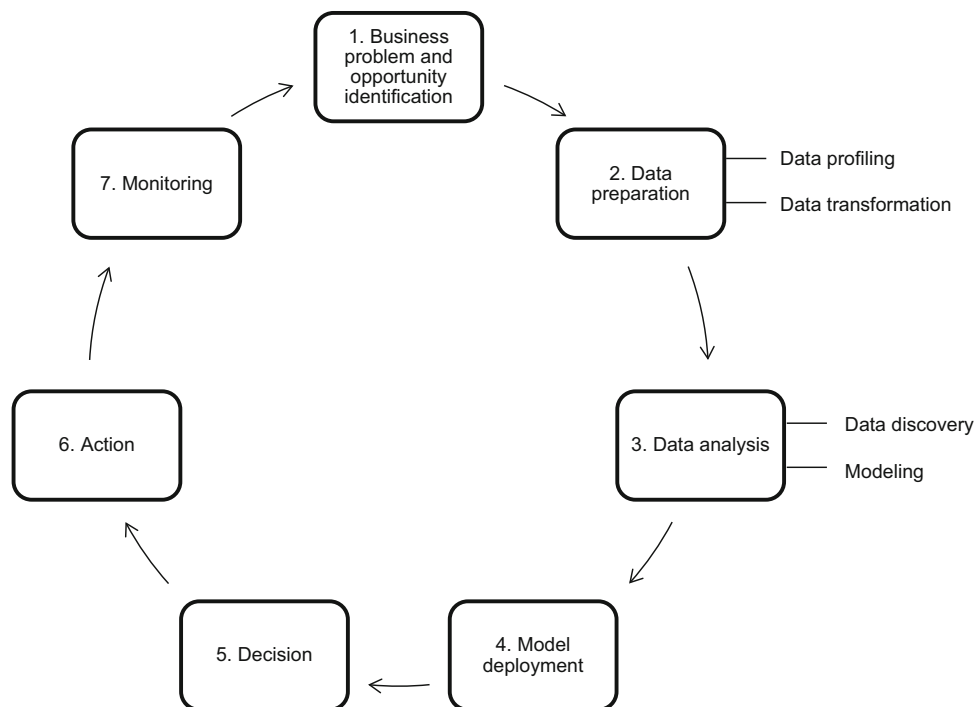 1. Business
problem and
opportunity
identification
2. Data
preparation
Data profiling
Data transformation
3. Data analysis
Data discovery
Modeling
4. Model
deployment
5. Decision
6. Action
7. Monitoring